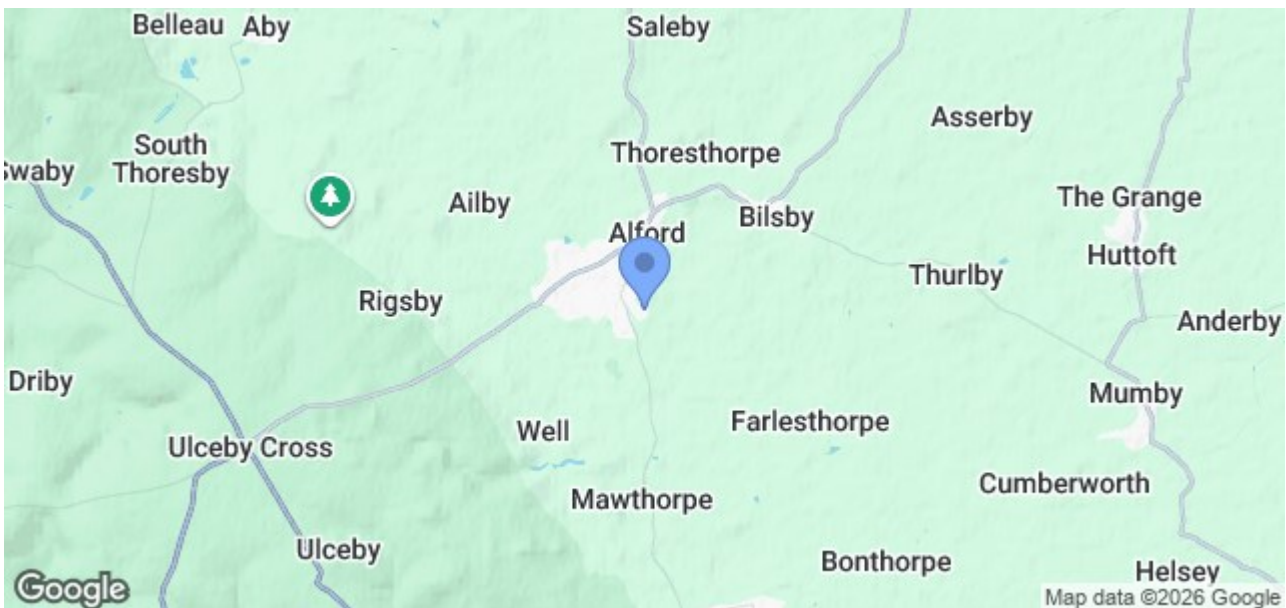 Belleau
Aby
Saleby
Asserby
South
Thoresby
Swaby
Thoresthorpe
Ailby
The Grange
Bilsby
Alford
Huttoft
Thurlby
Rigsby
Anderby
Driby
Mumby
Farlesthorpe
Well
Ulceby Cross
Cumberworth
Mawthorpe
Ulceby
Bonthorpe
Helsey
Google
Map data ©2026 Google